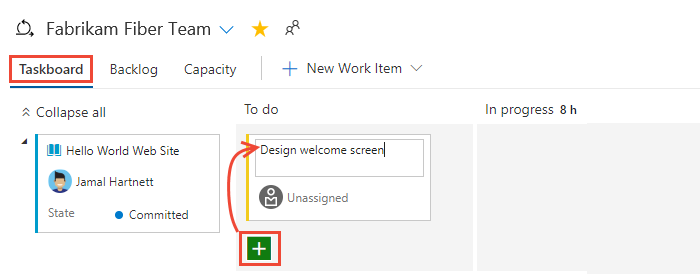 Fabrikam Fiber Team
Taskboard Backlog Capacity New Work Item
Collapse all To do In progress 8 h
Hello World Web Site
Design welcome screen
Jamal Hartnett
Unassigned
State Committed